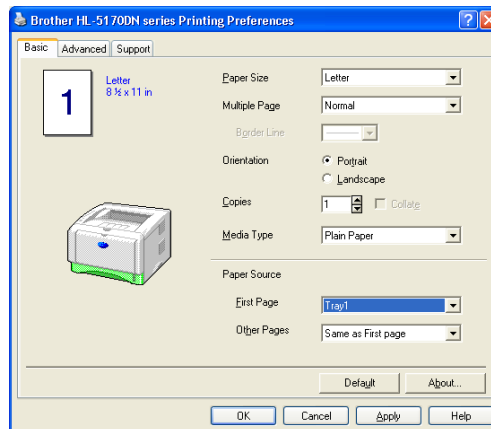 Brother HL-5170DN series Printing Preferences
Basic Advanced Support
1
Letter
8 ½ x 11 in
Paper Size Letter
Multiple Page Normal
Border Line
Orientation Portrait
Landscape
Copies 1 Collate
Media Type Plain Paper
Paper Source
First Page Tray1
Other Pages Same as First page
Default About...
OK Cancel Apply Help